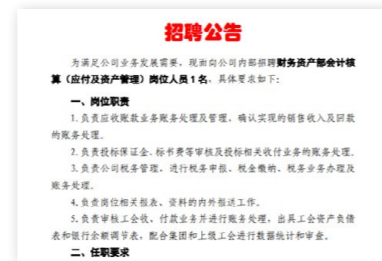 招聘公告
为满足公司业务发展需要，现面向公司内部招聘财务资产部会计核
算（应付及资产管理）岗位人员1名，具体要求如下：
一、岗位职责
1.负责应收账款业务账务处理及管理，确认实现的销售收入及回款
的账务处理。
2.负责投标保证金、标书费等审核及投标相关收付业务的账务处理。
3.负责公司税务管理，进行税务申报、税金缴纳、税务业务办理及
账务处理。
4.负责岗位相关报表、资料的内外报送工作。
5.负责审核工会收、付款业务并进行账务处理，出具工会资产负债
表和银行余额调节表，配合集团和上级工会进行数据统计和审查。
二、任职要求